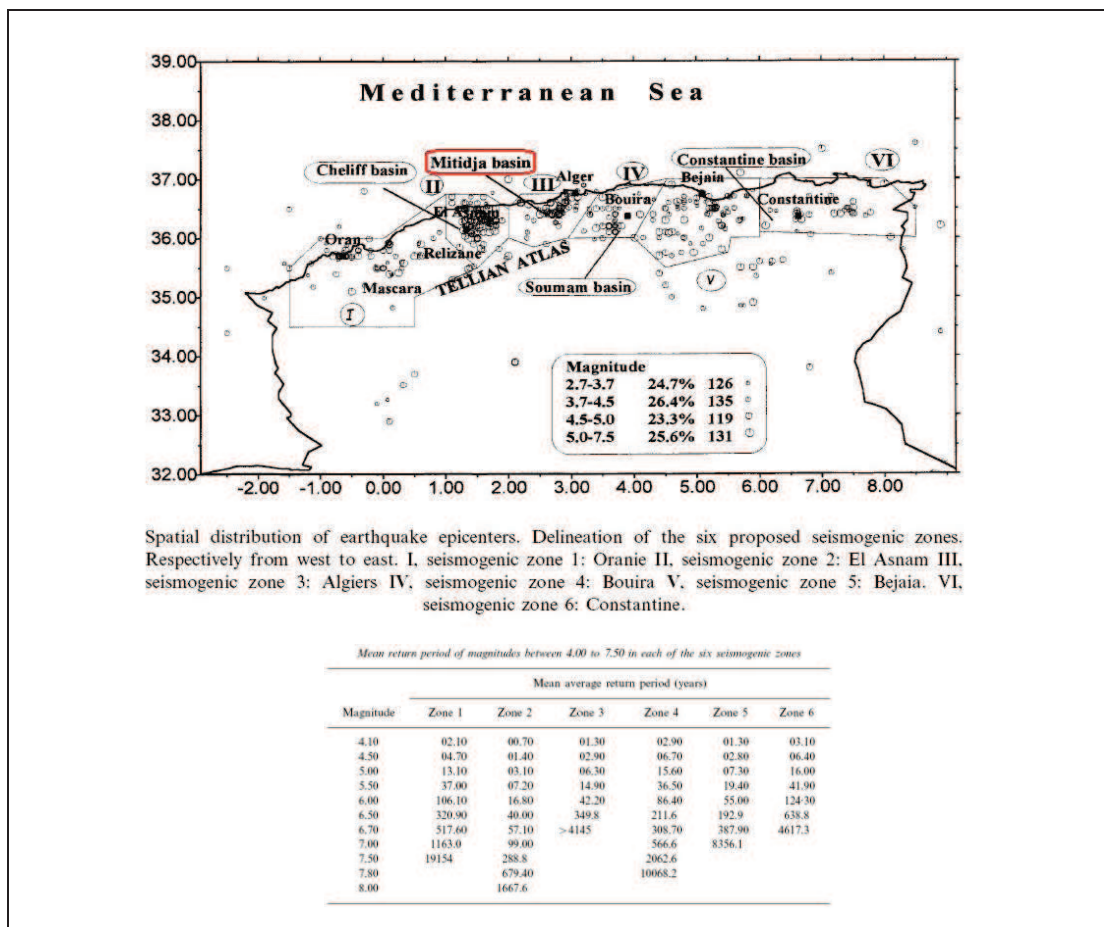 39.00
38.00
37.00
36.00
35.00
34.00
33.00
32.00
Mediterranean Sea
Cheliff basin
Mitidja basin
Constantine basin
II
III
Alger
IV
Bejaia
VI
El Asnam
Bouira
Constantine
Oran
Relizane
TELLIAN ATLAS
Mascara
Soumam basin
V
I
Magnitude
2.7-3.7 24.7% 126
3.7-4.5 26.4% 135
4.5-5.0 23.3% 119
5.0-7.5 25.6% 131
-2.00 -1.00 0.00 1.00 2.00 3.00 4.00 5.00 6.00 7.00 8.00
Spatial distribution of earthquake epicenters. Delineation of the six proposed seismogenic zones.
Respectively from west to east. I, seismogenic zone 1: Oranie II, seismogenic zone 2: El Asnam III,
seismogenic zone 3: Algiers IV, seismogenic zone 4: Bouira V, seismogenic zone 5: Bejaia. VI,
seismogenic zone 6: Constantine.
Mean return period of magnitudes between 4.00 to 7.50 in each of the six seismogenic zones
Mean average return period (years)
Magnitude Zone 1 Zone 2 Zone 3 Zone 4 Zone 5 Zone 6
4.10 02.10 00.70 01.30 02.90 01.30 03.10
4.50 04.70 01.40 02.90 06.70 02.80 06.40
5.00 13.10 03.10 06.30 15.60 07.30 16.00
5.50 37.00 07.20 14.90 36.50 19.40 41.90
6.00 106.10 16.80 42.20 86.40 55.00 124·30
6.50 320.90 40.00 349.8 211.6 192.9 638.8
6.70 517.60 57.10 >4145 308.70 387.90 4617.3
7.00 1163.0 99.00 566.6 8356.1
7.50 19154 288.8 2062.6
7.80 679.40 10068.2
8.00 1667.6